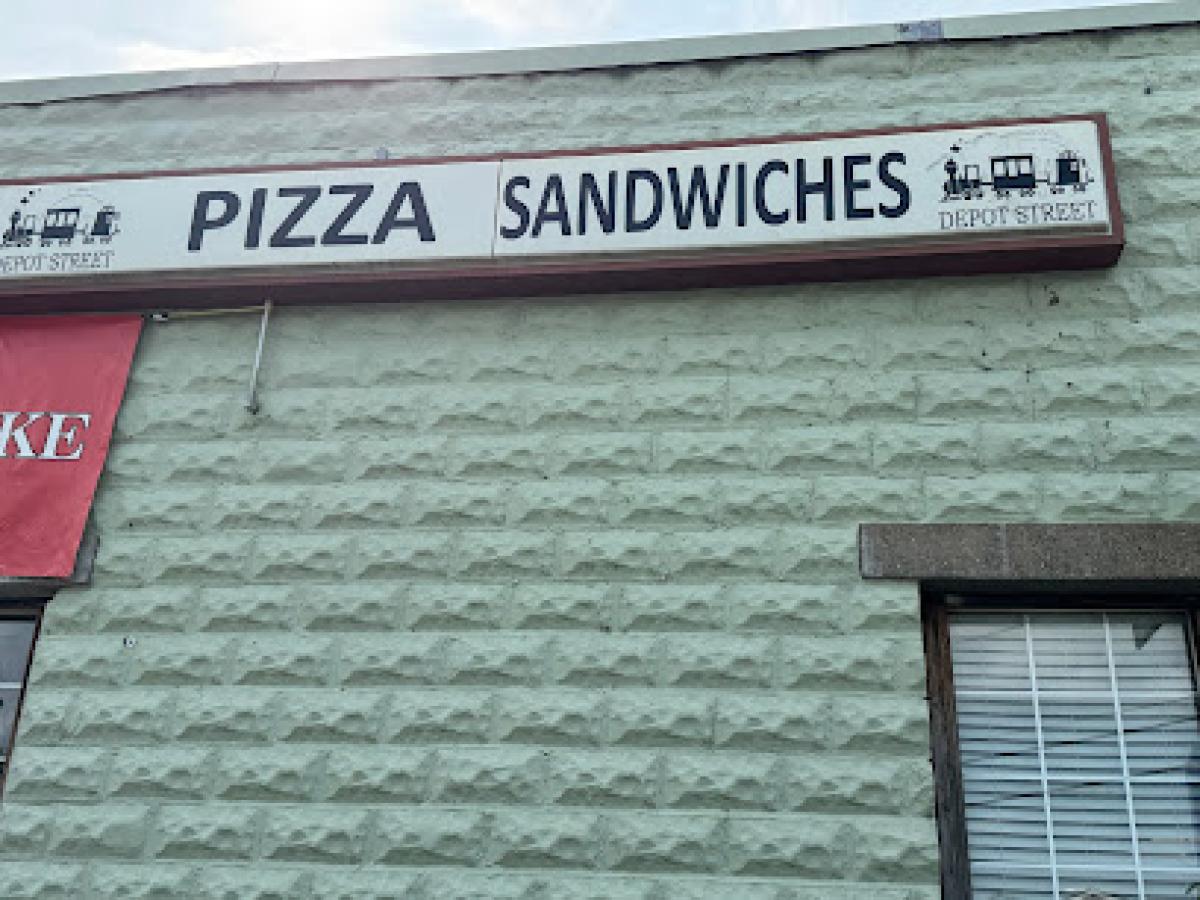 PIZZA SANDWICHES
DEPOT STREET
DEPOT STREET
KE